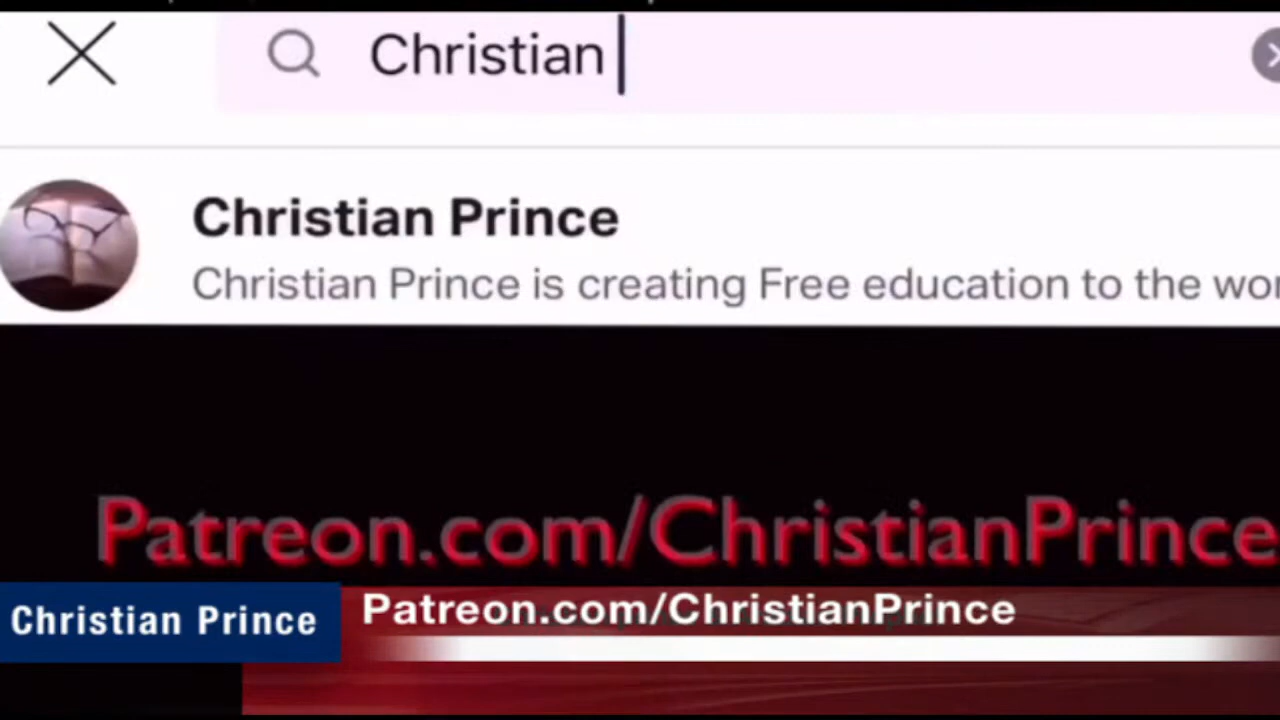 Christian
Christian Prince
Christian Prince is creating Free education to the
Patreon.com/ChristianPrince
Christian Prince
Patreon.com/ChristianPrince